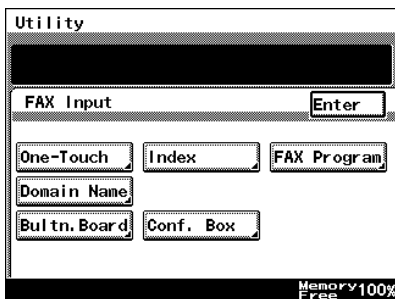 Utility
FAX Input
Enter
One-Touch Index FAX Program
Domain Name
Bultn.Board Conf. Box
Memory 100%
Free